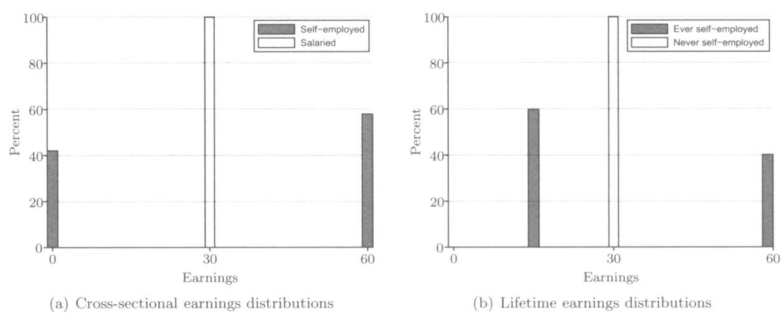 100
80
60
40
20
0
Percent
Self-employed
Salaried
0
30
60
Earnings
(a) Cross-sectional earnings distributions
100
80
60
40
20
0
Percent
Ever self-employed
Never self-employed
0
30
60
Earnings
(b) Lifetime earnings distributions